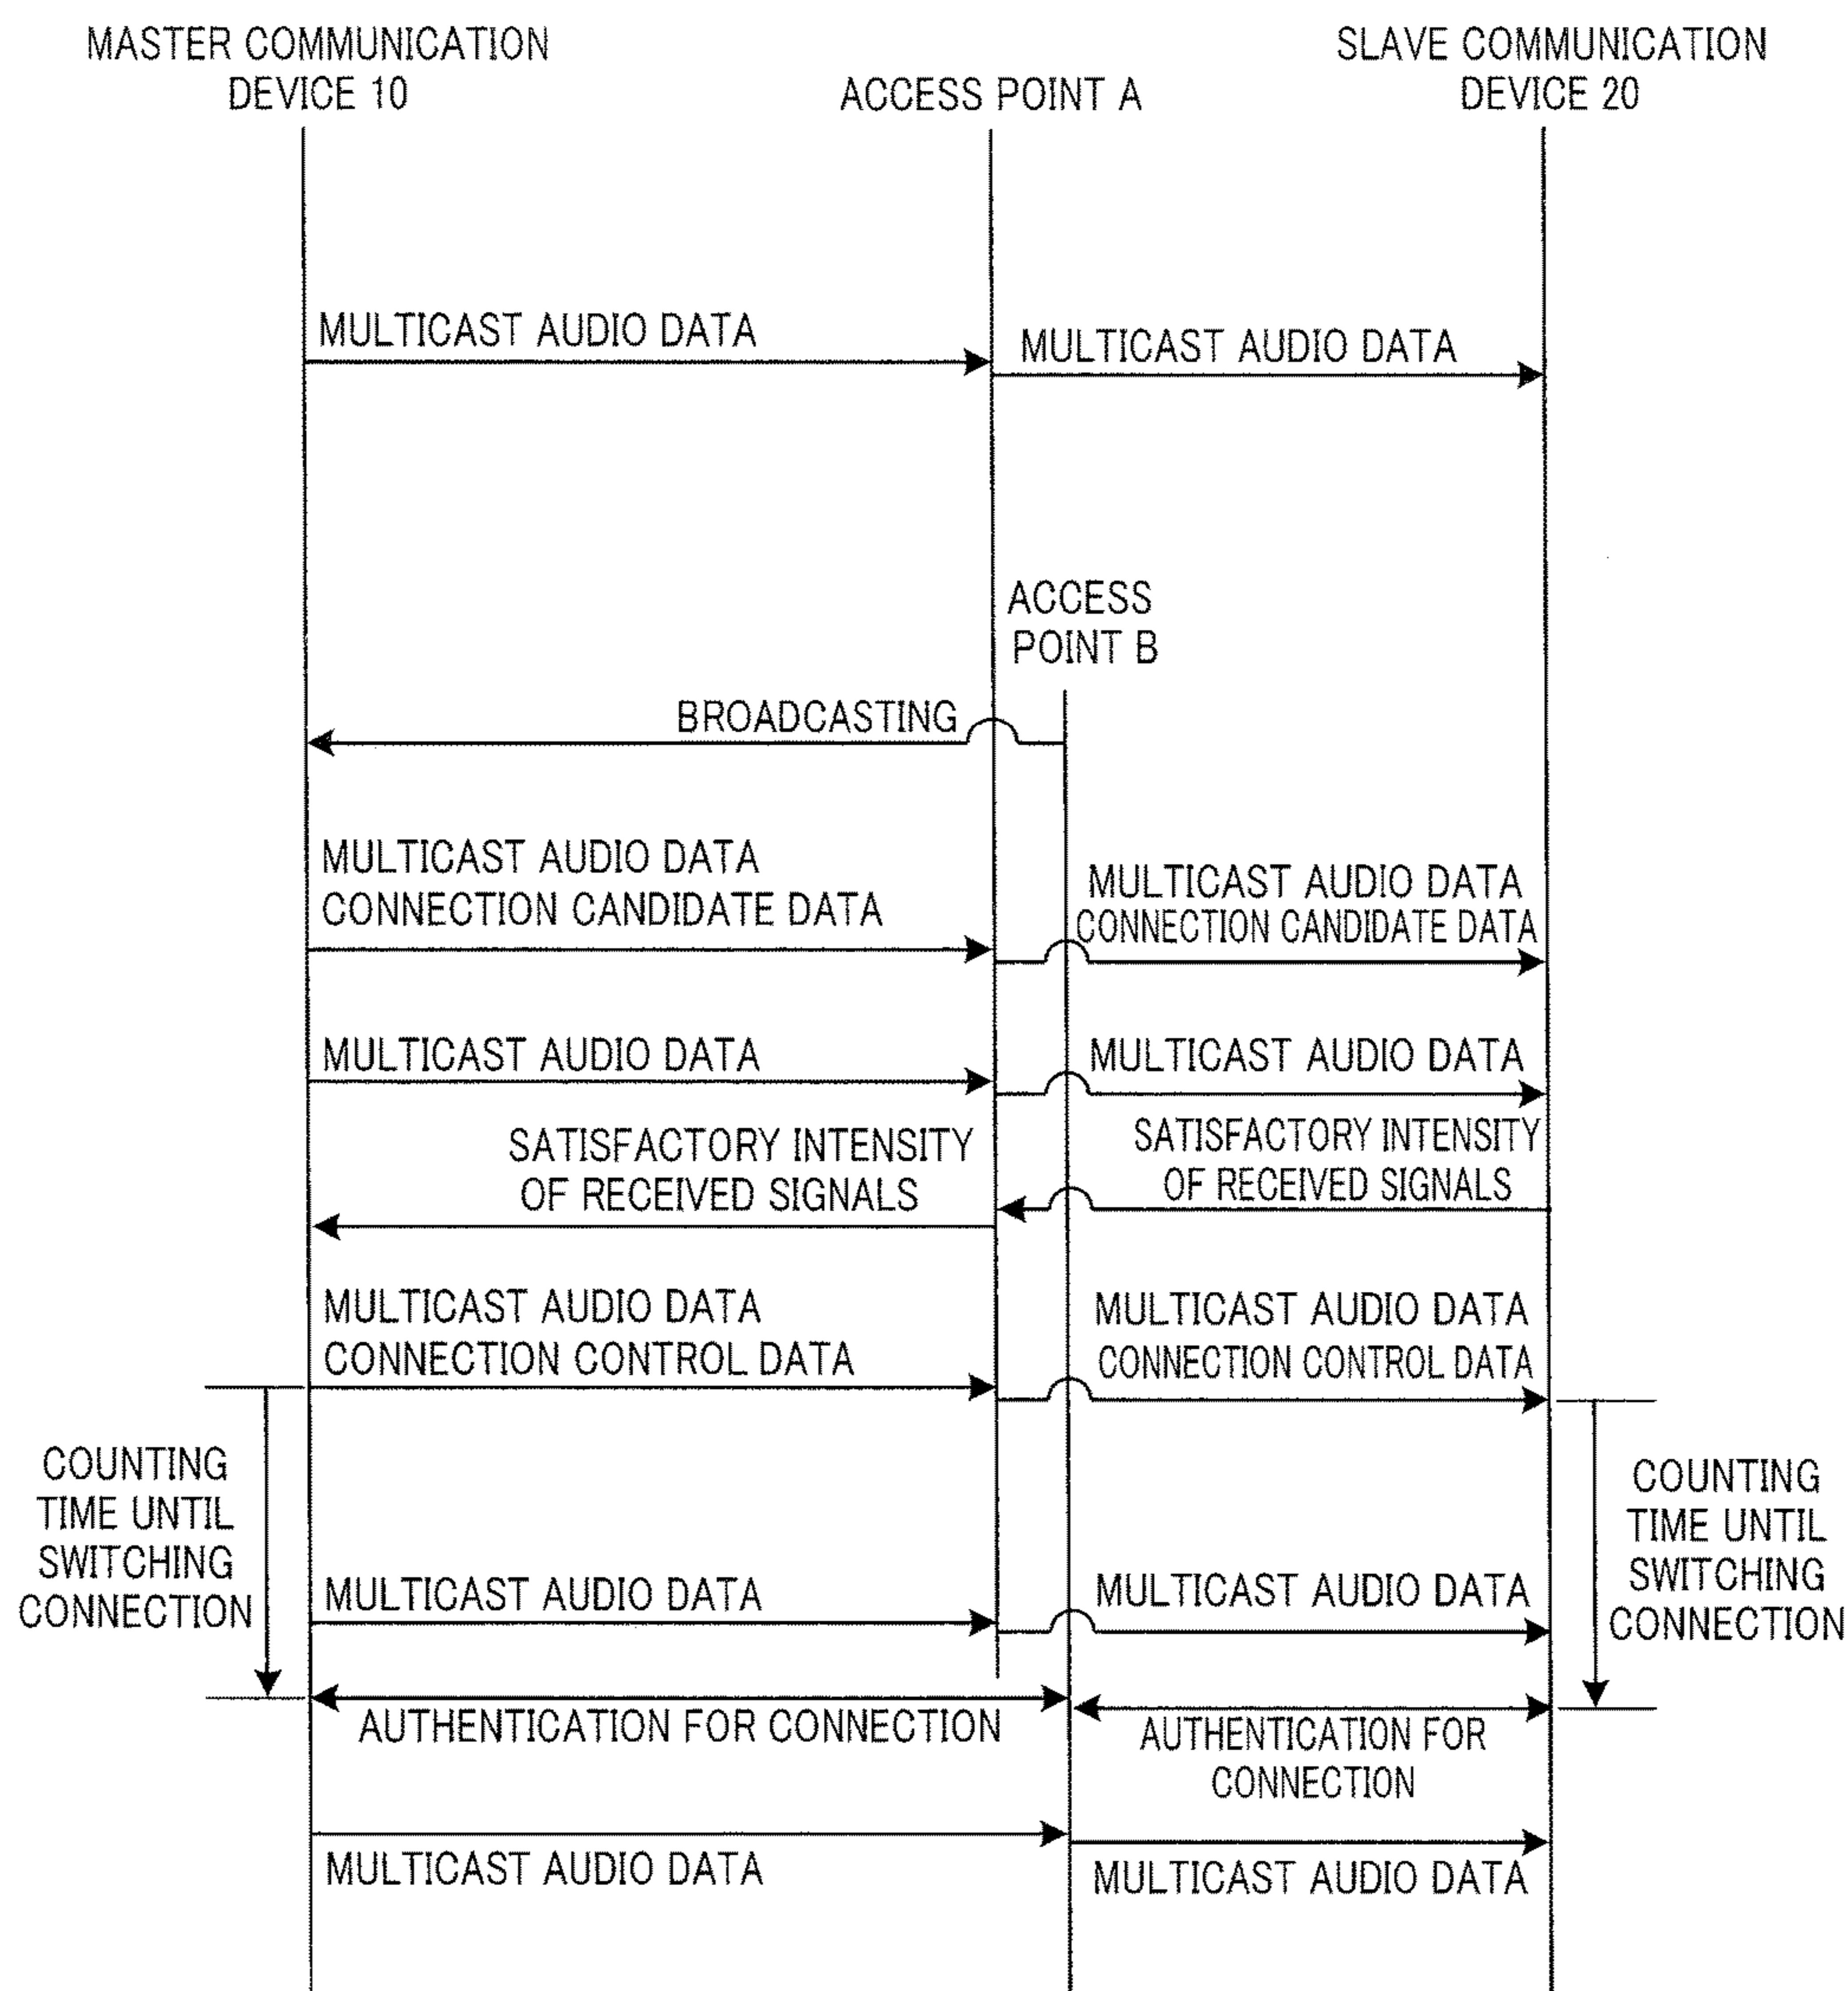 MASTER COMMUNICATION
DEVICE 10
ACCESS POINT A
SLAVE COMMUNICATION
DEVICE 20
MULTICAST AUDIO DATA
MULTICAST AUDIO DATA
ACCESS
POINT B
BROADCASTING
MULTICAST AUDIO DATA
CONNECTION CANDIDATE DATA
MULTICAST AUDIO DATA
CONNECTION CANDIDATE DATA
MULTICAST AUDIO DATA
MULTICAST AUDIO DATA
SATISFACTORY INTENSITY
OF RECEIVED SIGNALS
SATISFACTORY INTENSITY
OF RECEIVED SIGNALS
MULTICAST AUDIO DATA
CONNECTION CONTROL DATA
MULTICAST AUDIO DATA
CONNECTION CONTROL DATA
COUNTING
TIME UNTIL
SWITCHING
CONNECTION
COUNTING
TIME UNTIL
SWITCHING
CONNECTION
MULTICAST AUDIO DATA
MULTICAST AUDIO DATA
AUTHENTICATION FOR CONNECTION
AUTHENTICATION FOR
CONNECTION
MULTICAST AUDIO DATA
MULTICAST AUDIO DATA